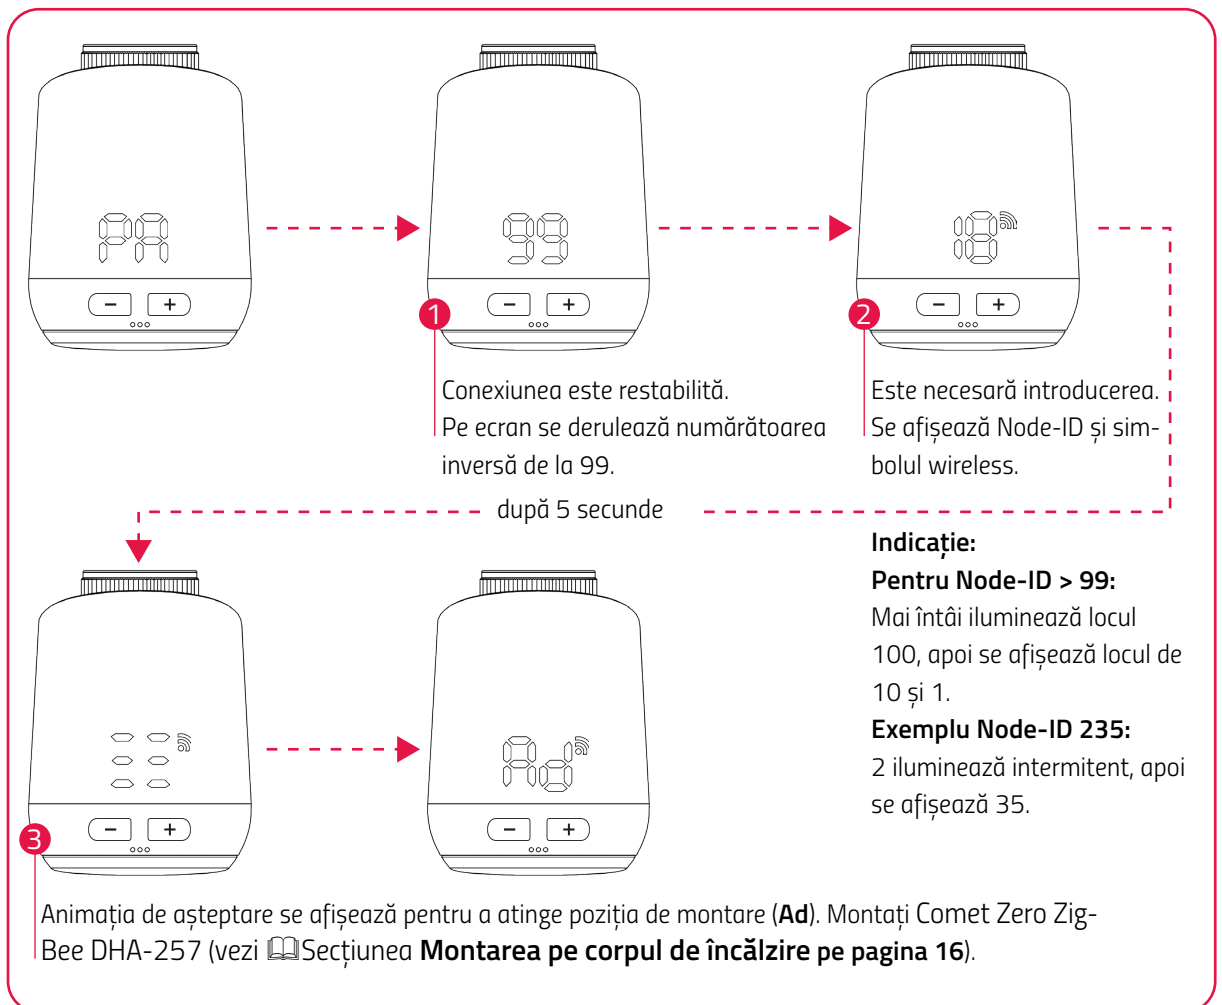 PA
99
18
− +
− +
− +
1
2
Conexiunea este restabilită.
Pe ecran se derulează numărătoarea
inversă de la 99.
Este necesară introducerea.
Se afișează Node-ID și sim-
bolul wireless.
după 5 secunde
Indicație:
Pentru Node-ID > 99:
Mai întâi iluminează locul
100, apoi se afișează locul de
10 și 1.
Exemplu Node-ID 235:
2 iluminează intermitent, apoi
se afișează 35.
Ad
− +
− +
3
Animația de așteptare se afișează pentru a atinge poziția de montare (Ad). Montați Comet Zero Zig-
Bee DHA-257 (vezi Secțiunea Montarea pe corpul de încălzire pe pagina 16).